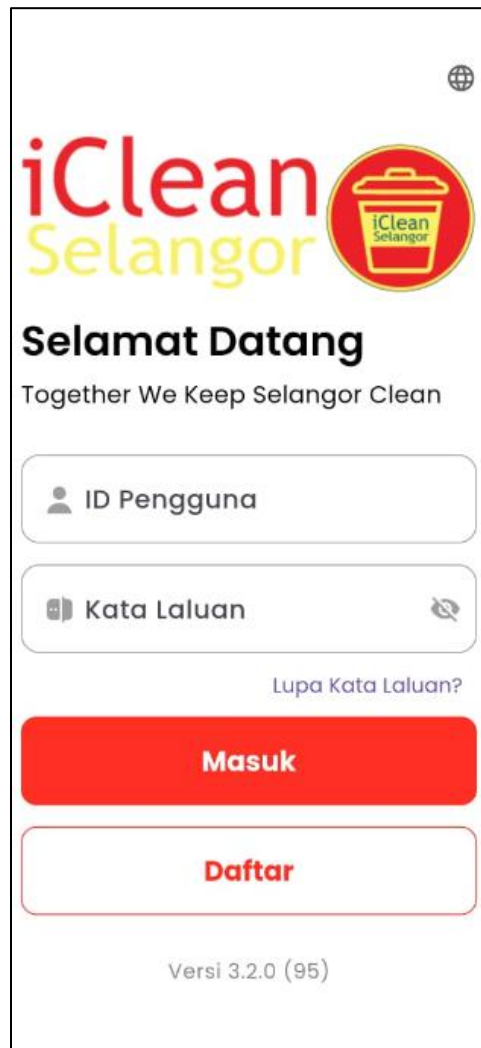 iClean
Selangor
iClean
Selangor
Selamat Datang
Together We Keep Selangor Clean
ID Pengguna
Kata Laluan
Lupa Kata Laluan?
Masuk
Daftar
Versi 3.2.0 (95)